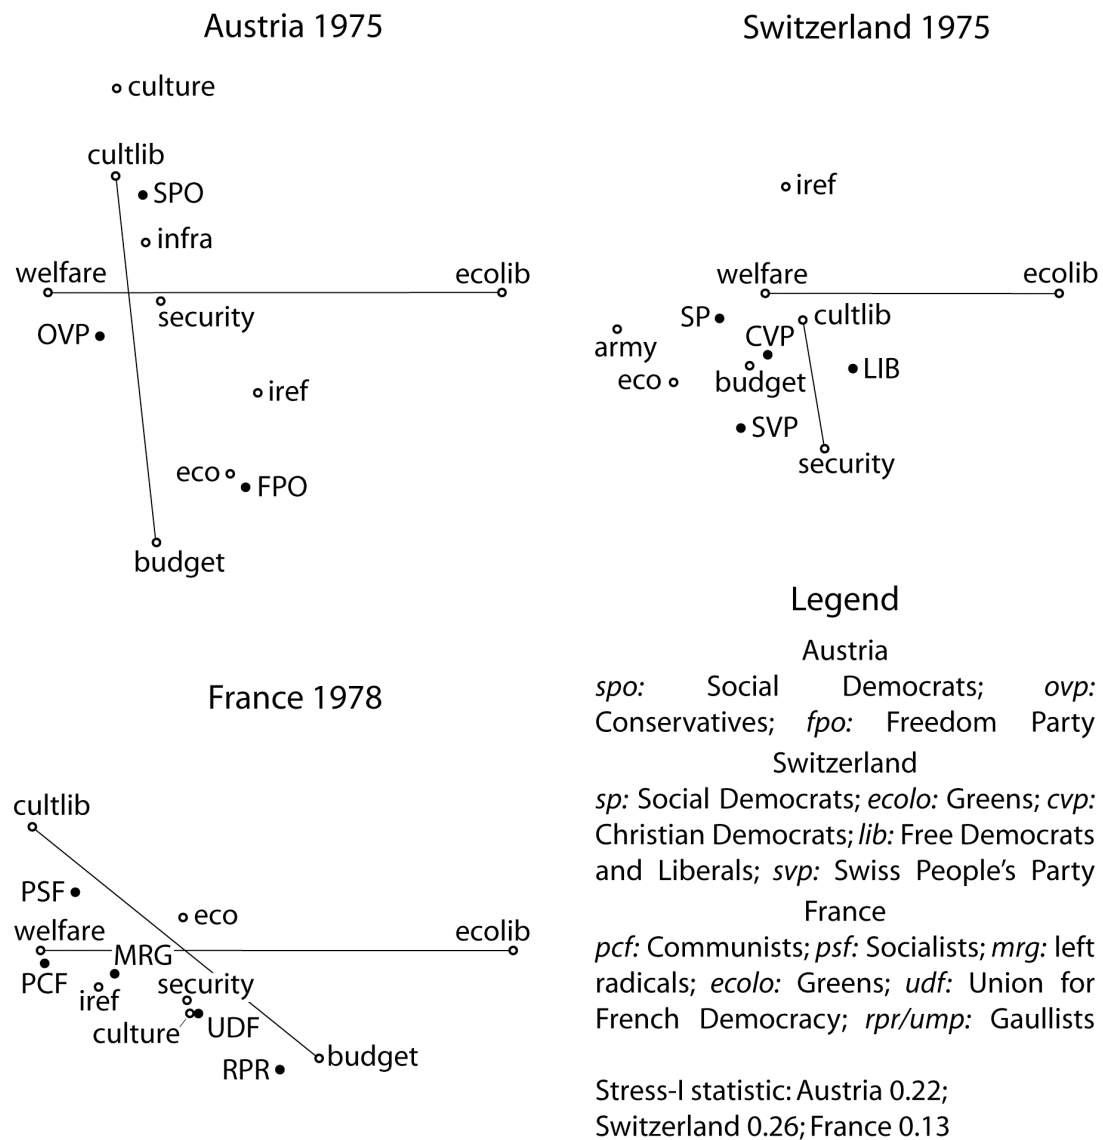 Austria 1975
culture
cultlib
SPO
infra
welfare
ecolib
security
OVP
iref
eco
FPO
budget
Switzerland 1975
iref
welfare
ecolib
SP
cultlib
army
CVP
eco
budget
LIB
SVP
security
France 1978
cultlib
PSF
eco
welfare
ecolib
MRG
PCF
iref
security
culture
UDF
budget
RPR
Legend
Austria
spo: Social Democrats; ovp:
Conservatives; fpo: Freedom Party
Switzerland
sp: Social Democrats; ecolo: Greens; cvp:
Christian Democrats; lib: Free Democrats
and Liberals; svp: Swiss People's Party
France
pcf: Communists; psf: Socialists; mrg: left
radicals; ecolo: Greens; udf: Union for
French Democracy; rpr/ump: Gaullists
Stress-I statistic: Austria 0.22;
Switzerland 0.26; France 0.13